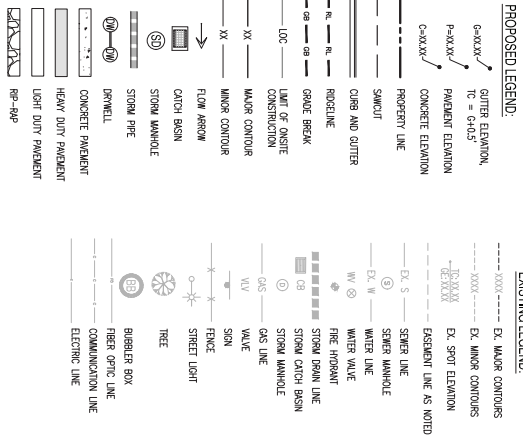 PROPOSED LEGEND:
G=XX.XX GUTTER ELEVATION,
TC = G+0.5'
P=XX.XX PAVEMENT ELEVATION
C=XX.XX CONCRETE ELEVATION
PROPERTY LINE
SAWCUT
CURB AND GUTTER
RL RL RIDGELINE
GB GB GRADE BREAK
LOC LIMIT OF ONSITE
CONSTRUCTION
XX MAJOR CONTOUR
XX MINOR CONTOUR
FLOW ARROW
CATCH BASIN
SD STORM MANHOLE
STORM PIPE
DW DW DRYWELL
CONCRETE PAVEMENT
HEAVY DUTY PAVEMENT
LIGHT DUTY PAVEMENT
RIP-RAP
EXISTING LEGEND:
XXXX EX. MAJOR CONTOURS
XXXX EX. MINOR CONTOURS
TC:XX.XX
GE:XX.XX EX. SPOT ELEVATION
EASEMENT LINE AS NOTED
EX. S SEWER LINE
S SEWER MANHOLE
EX. W WATER LINE
WV WATER VALVE
FIRE HYDRANT
STORM DRAIN LINE
CB STORM CATCH BASIN
D STORM MANHOLE
GAS GAS LINE
VLV VALVE
SIGN
X X FENCE
STREET LIGHT
TREE
BB BUBBLER BOX
FIBER OPTIC LINE
COMMUNICATION LINE
ELECTRIC LINE